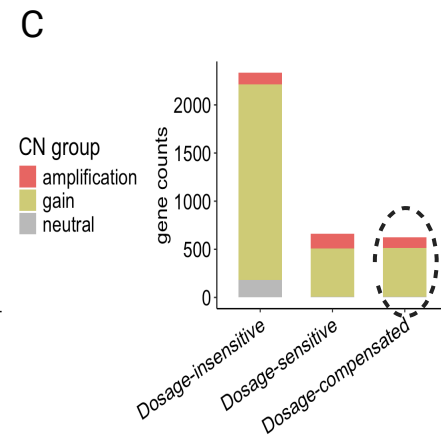 C
CN group
amplification
gain
neutral
gene counts
2000
1500
1000
500
0
Dosage-insensitive
Dosage-sensitive
Dosage-compensated